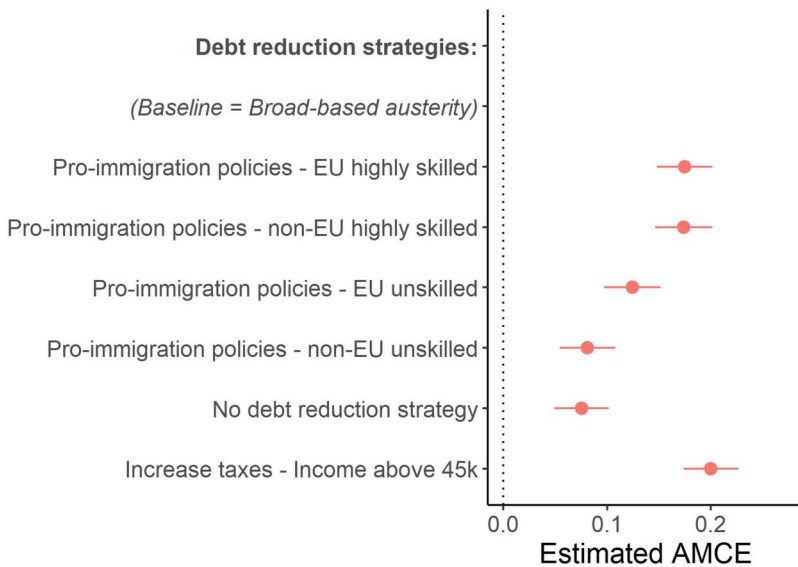 Debt reduction strategies:
(Baseline = Broad-based austerity)
Pro-immigration policies - EU highly skilled
Pro-immigration policies - non-EU highly skilled
Pro-immigration policies - EU unskilled
Pro-immigration policies - non-EU unskilled
No debt reduction strategy
Increase taxes - Income above 45k
0.0 0.1 0.2
Estimated AMCE